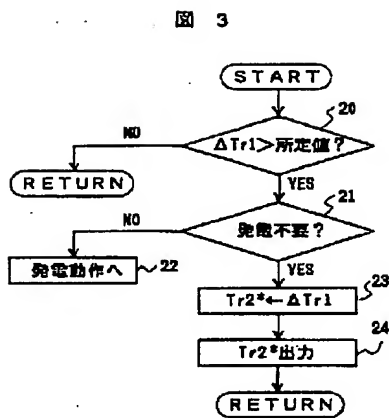 図 3
START
20
ΔTr1>所定値?
NO
RETURN
YES
21
発電不要?
NO
発電動作へ
22
YES
23
Tr2*←ΔTr1
24
Tr2*出力
RETURN